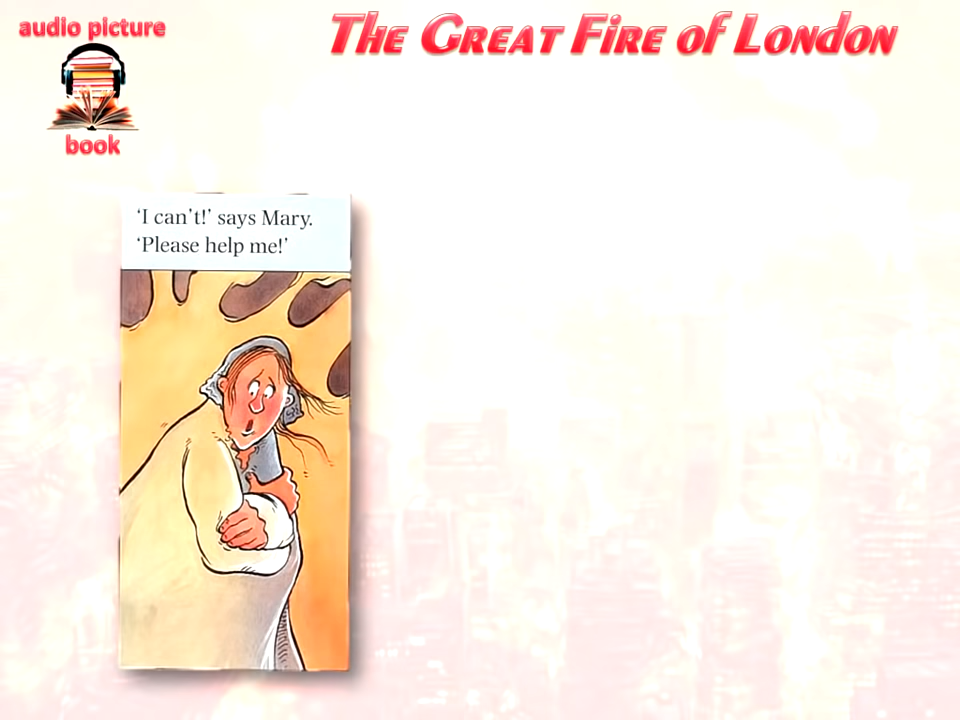 audio picture
book
The Great Fire of London
‘I can’t!’ says Mary.
‘Please help me!’